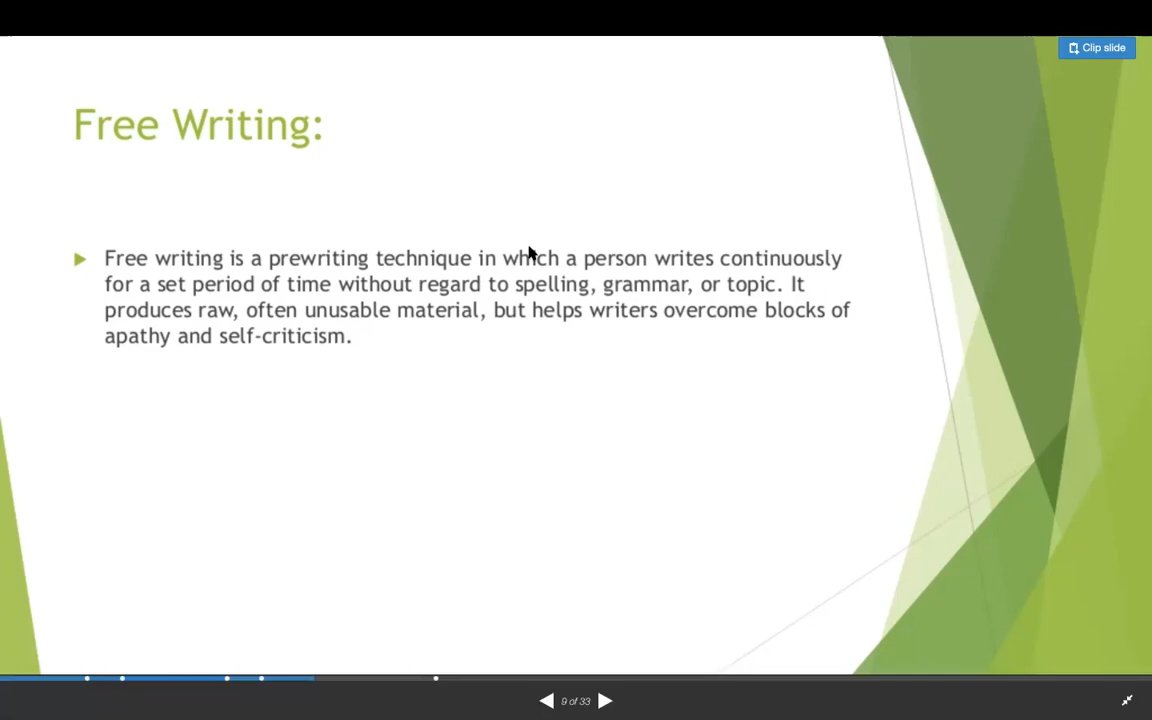 Clip slide
Free Writing:
Free writing is a prewriting technique in which a person writes continuously
for a set period of time without regard to spelling, grammar, or topic. It
produces raw, often unusable material, but helps writers overcome blocks of
apathy and self-criticism.
9 of 33